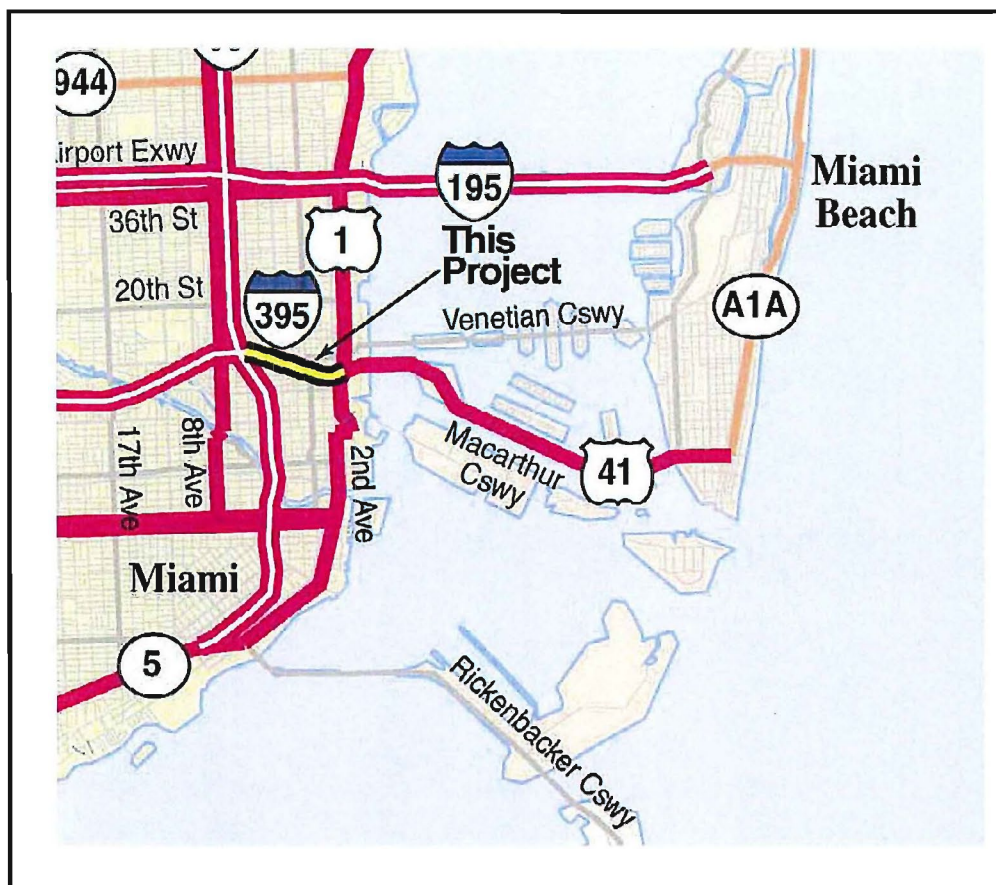 944
Airport Exwy
195
Miami
Beach
36th St
1
This
Project
20th St
395
Venetian Cswy
A1A
Macarthur
Cswy
41
17th Ave
8th Ave
2nd Ave
Miami
5
Rickenbacker Cswy